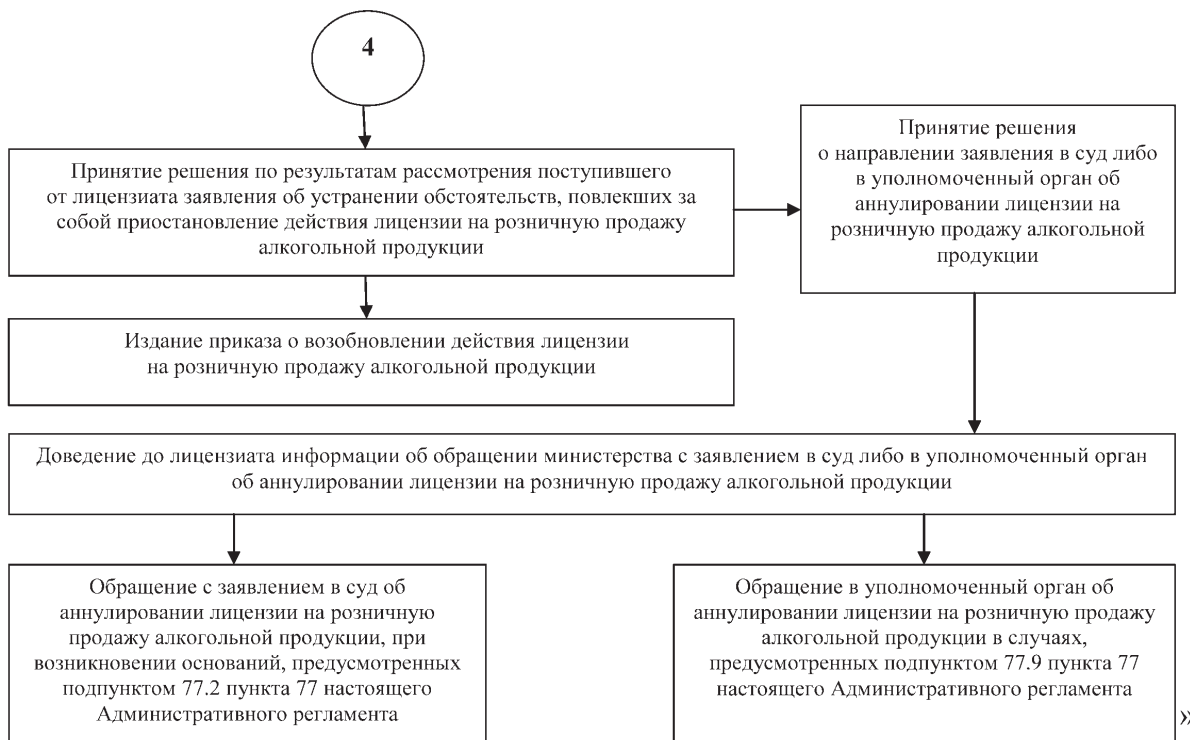 4
Принятие решения по результатам рассмотрения поступившего
от лицензиата заявления об устранении обстоятельств, повлекших за
собой приостановление действия лицензии на розничную продажу
алкогольной продукции
Принятие решения
о направлении заявления в суд либо
в уполномоченный орган об
аннулировании лицензии на
розничную продажу алкогольной
продукции
Издание приказа о возобновлении действия лицензии
на розничную продажу алкогольной продукции
Доведение до лицензиата информации об обращении министерства с заявлением в суд либо в уполномоченный орган
об аннулировании лицензии на розничную продажу алкогольной продукции
Обращение с заявлением в суд об
аннулировании лицензии на розничную
продажу алкогольной продукции, при
возникновении оснований, предусмотренных
подпунктом 77.2 пункта 77 настоящего
Административного регламента
Обращение в уполномоченный орган об
аннулировании лицензии на розничную продажу
алкогольной продукции в случаях,
предусмотренных подпунктом 77.9 пункта 77
настоящего Административного регламента
»